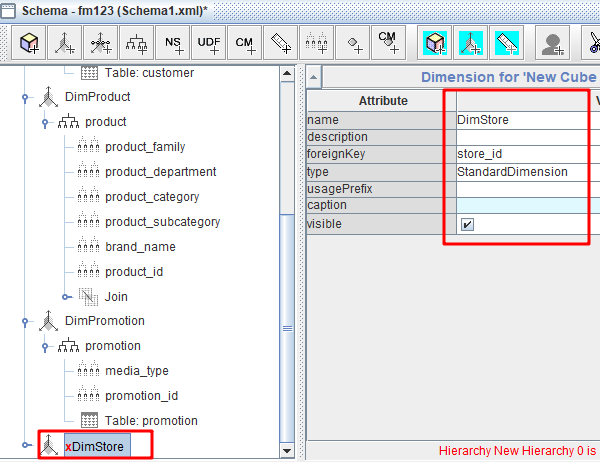 Schema - fm123 (Schema1.xml)*
NS UDF CM CM
Table: customer
DimProduct
product
product_family
product_department
product_category
product_subcategory
brand_name
product_id
Join
DimPromotion
promotion
media_type
promotion_id
Table: promotion
xDimStore
Dimension for 'New Cube
Attribute V
name DimStore
description
foreignKey store_id
type StandardDimension
usagePrefix
caption
visible
Hierarchy New Hierarchy 0 is